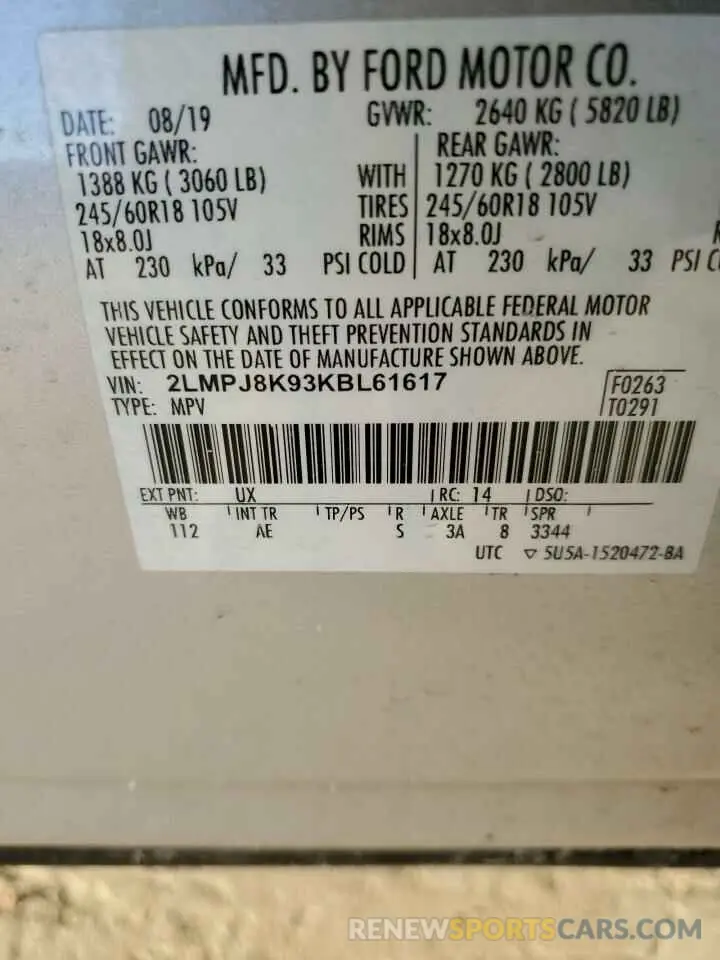 MFD. BY FORD MOTOR CO.
DATE: 08/19 GVWR: 2640 KG ( 5820 LB)
FRONT GAWR: REAR GAWR:
1388 KG ( 3060 LB) WITH 1270 KG ( 2800 LB)
245/60R18 105V TIRES 245/60R18 105V
18x8.0J RIMS 18x8.0J
AT 230 kPa/ 33 PSI COLD AT 230 kPa/ 33 PSI
THIS VEHICLE CONFORMS TO ALL APPLICABLE FEDERAL MOTOR
VEHICLE SAFETY AND THEFT PREVENTION STANDARDS IN
EFFECT ON THE DATE OF MANUFACTURE SHOWN ABOVE.
VIN: 2LMPJ8K93KBL61617 F0263
TYPE: MPV T0291
EXT PNT: UX RC: 14 DSO:
WB INT TR TP/PS R AXLE TR SPR
112 AE S 3A 8 3344
UTC ▽ 5U5A-1520472-BA
RENEWSPORTSCARS.COM